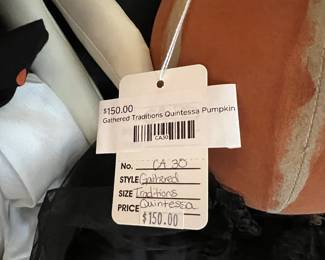 $150.00
Gathered Traditions Quintessa Pumpkin
CA30
No. CA 30
STYLE Gathered
SIZE Traditions
PRICE Quintessa
$150.00